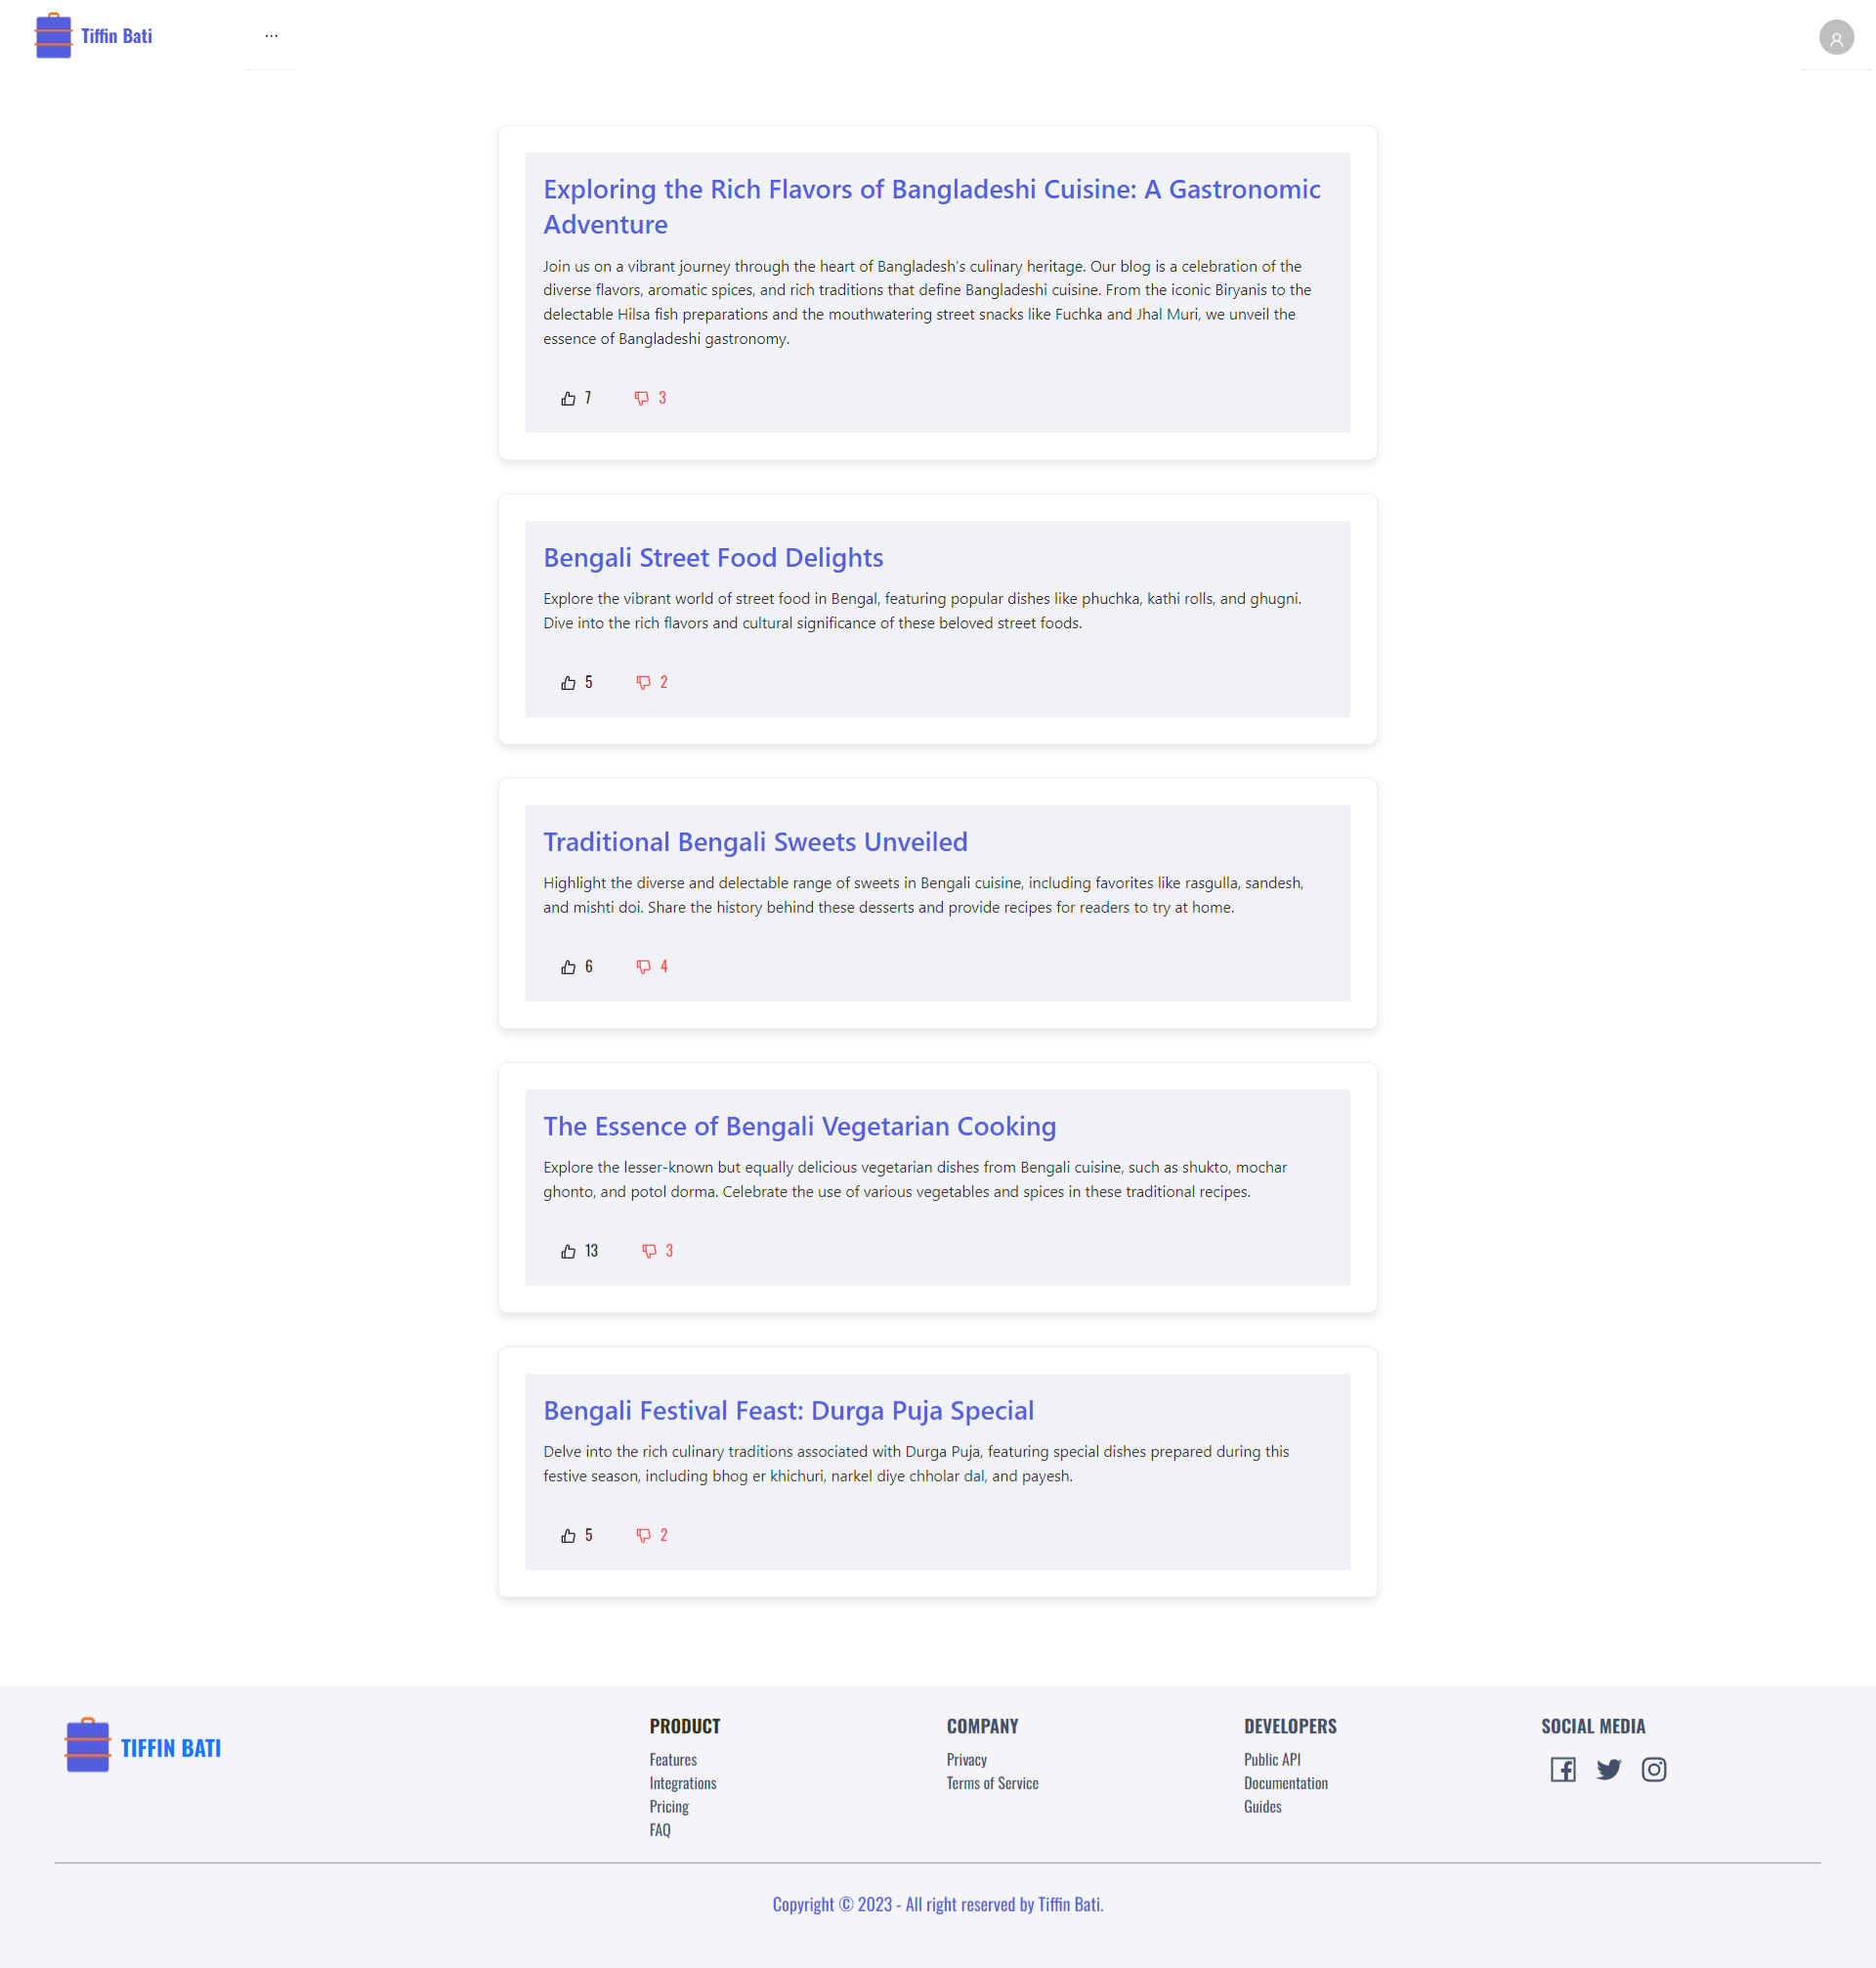 Tiffin Bati
...
Exploring the Rich Flavors of Bangladeshi Cuisine: A Gastronomic
Adventure
Join us on a vibrant journey through the heart of Bangladesh's culinary heritage. Our blog is a celebration of the
diverse flavors, aromatic spices, and rich traditions that define Bangladeshi cuisine. From the iconic Biryanis to the
delectable Hilsa fish preparations and the mouthwatering street snacks like Fuchka and Jhal Muri, we unveil the
essence of Bangladeshi gastronomy.
7 3
Bengali Street Food Delights
Explore the vibrant world of street food in Bengal, featuring popular dishes like phuchka, kathi rolls, and ghugni.
Dive into the rich flavors and cultural significance of these beloved street foods.
5 2
Traditional Bengali Sweets Unveiled
Highlight the diverse and delectable range of sweets in Bengali cuisine, including favorites like rasgulla, sandesh,
and mishti doi. Share the history behind these desserts and provide recipes for readers to try at home.
6 4
The Essence of Bengali Vegetarian Cooking
Explore the lesser-known but equally delicious vegetarian dishes from Bengali cuisine, such as shukto, mochar
ghonto, and potol dorma. Celebrate the use of various vegetables and spices in these traditional recipes.
13 3
Bengali Festival Feast: Durga Puja Special
Delve into the rich culinary traditions associated with Durga Puja, featuring special dishes prepared during this
festive season, including bhog er khichuri, narkel diye chholar dal, and payesh.
5 2
TIFFIN BATI
PRODUCT
Features
Integrations
Pricing
FAQ
COMPANY
Privacy
Terms of Service
DEVELOPERS
Public API
Documentation
Guides
SOCIAL MEDIA
Copyright © 2023 - All right reserved by Tiffin Bati.